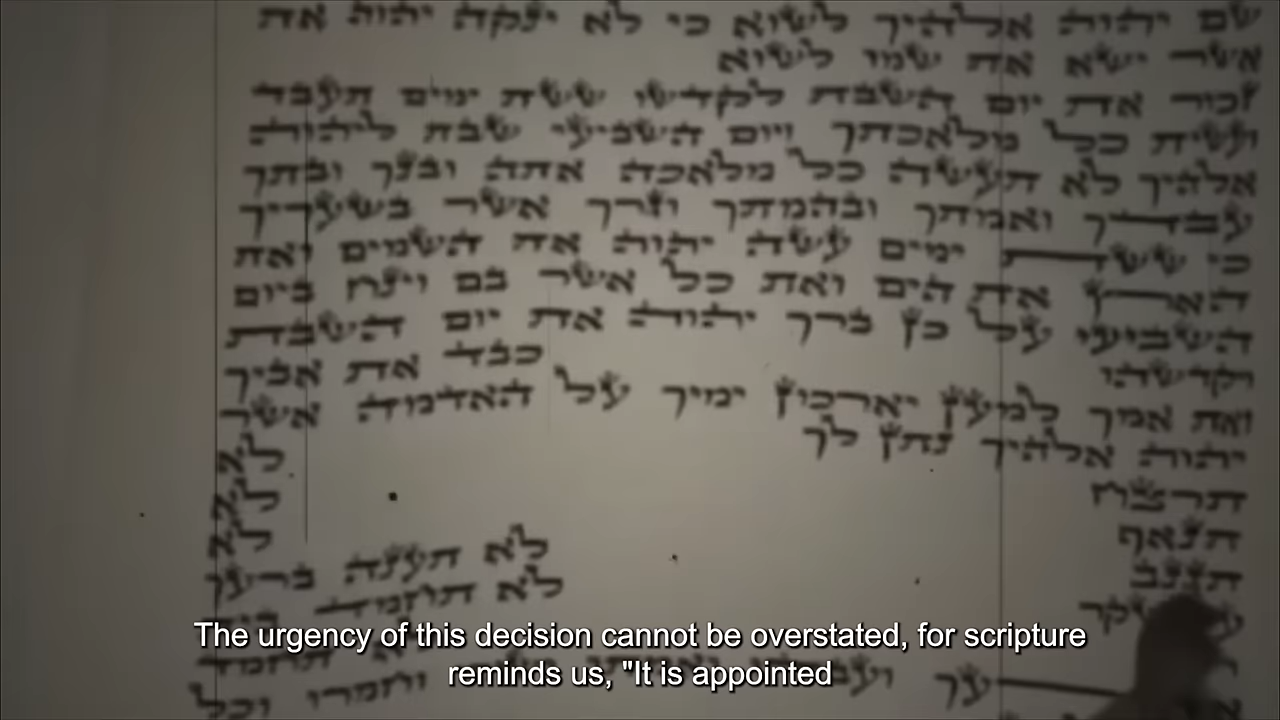 שם יהוה אלהיך לשוא כי לא ינקה יהוה את
אשר ישא את שמו לשוא
זכור את יום השבת לקדשו ששת ימים תעבד
ועשית כל מלאכתך ויום השביעי שבת ליהוה
אלהיך לא תעשה כל מלאכה אתה ובנך ובתך
עבדך ואמתך ובהמתך וגרך אשר בשעריך
כי ששת ימים עשה יהוה את השמים ואת
הארץ את הים ואת כל אשר בם וינח ביום
השביעי על כן ברך יהוה את יום השבת
ויקדשהו כבד את אביך
ואת אמך למען יארכון ימיך על האדמה אשר
יהוה אלהיך נתן לך
לא
תרצח לא
תנאף לא
תגנב לא תענה ברעך
לא תחמד בית
The urgency of this decision cannot be overstated, for scripture
reminds us, "It is appointed